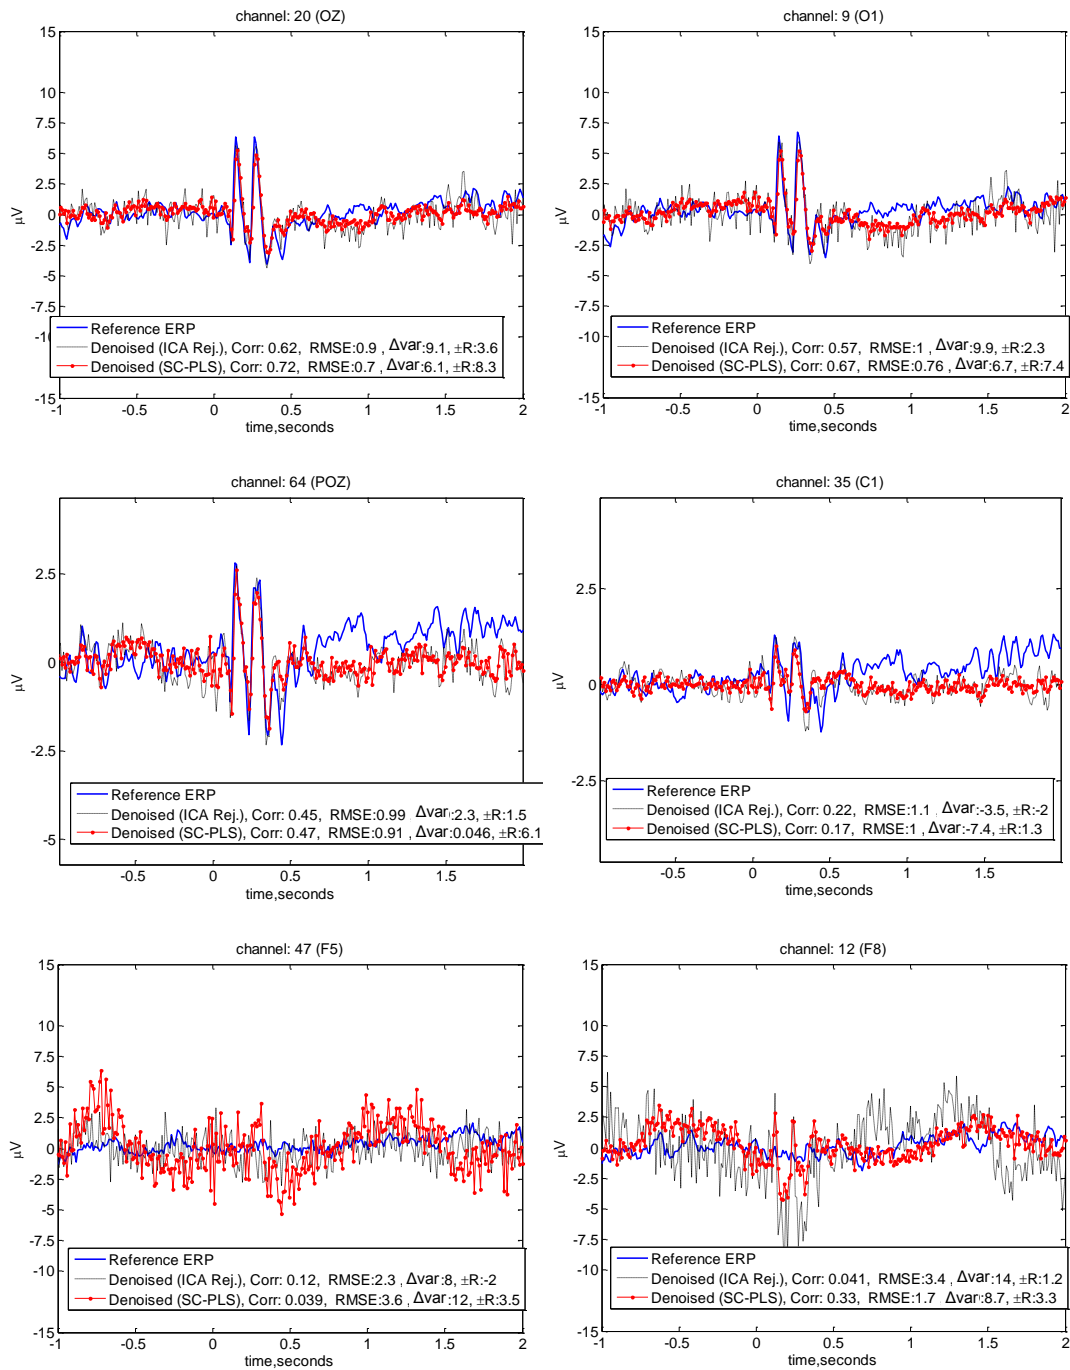 channel: 20 (OZ)
15
10
7.5
5
2.5
0
-2.5
-5
-7.5
-10
-15
μV
Reference ERP
Denoised (ICA Rej.), Corr: 0.62, RMSE:0.9 , Δvar:9.1, ±R:3.6
Denoised (SC-PLS), Corr: 0.72, RMSE:0.7 , Δvar:6.1, ±R:8.3
-1 -0.5 0 0.5 1 1.5 2
time,seconds
channel: 9 (O1)
15
10
7.5
5
2.5
0
-2.5
-5
-7.5
-10
-15
μV
Reference ERP
Denoised (ICA Rej.), Corr: 0.57, RMSE:1 , Δvar:9.9, ±R:2.3
Denoised (SC-PLS), Corr: 0.67, RMSE:0.76 , Δvar:6.7, ±R:7.4
-1 -0.5 0 0.5 1 1.5 2
time,seconds
channel: 64 (POZ)
2.5
0
-2.5
-5
μV
Reference ERP
Denoised (ICA Rej.), Corr: 0.45, RMSE:0.99 , Δvar:2.3, ±R:1.5
Denoised (SC-PLS), Corr: 0.47, RMSE:0.91 , Δvar:0.046, ±R:6.1
-0.5 0 0.5 1 1.5
time,seconds
channel: 35 (C1)
2.5
0
-2.5
μV
Reference ERP
Denoised (ICA Rej.), Corr: 0.22, RMSE:1.1 , Δvar:-3.5, ±R:-2
Denoised (SC-PLS), Corr: 0.17, RMSE:1 , Δvar:-7.4, ±R:1.3
-0.5 0 0.5 1 1.5
time,seconds
channel: 47 (F5)
15
10
7.5
5
2.5
0
-2.5
-5
-7.5
-10
-15
μV
Reference ERP
Denoised (ICA Rej.), Corr: 0.12, RMSE:2.3 , Δvar:8, ±R:-2
Denoised (SC-PLS), Corr: 0.039, RMSE:3.6 , Δvar:12, ±R:3.5
-1 -0.5 0 0.5 1 1.5 2
time,seconds
channel: 12 (F8)
15
10
7.5
5
2.5
0
-2.5
-5
-7.5
-10
-15
μV
Reference ERP
Denoised (ICA Rej.), Corr: 0.041, RMSE:3.4 , Δvar:14, ±R:1.2
Denoised (SC-PLS), Corr: 0.33, RMSE:1.7 Δvar:8.7, ±R:3.3
-1 -0.5 0 0.5 1 1.5 2
time,seconds